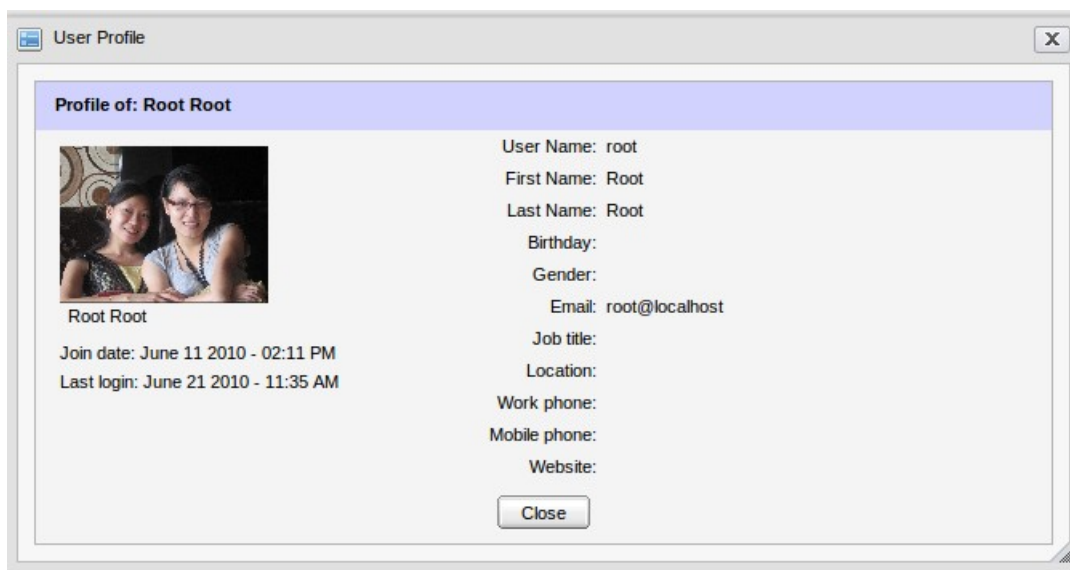 User Profile
X
Profile of: Root Root
Root Root
Join date: June 11 2010 - 02:11 PM
Last login: June 21 2010 - 11:35 AM
User Name: root
First Name: Root
Last Name: Root
Birthday:
Gender:
Email: root@localhost
Job title:
Location:
Work phone:
Mobile phone:
Website:
Close